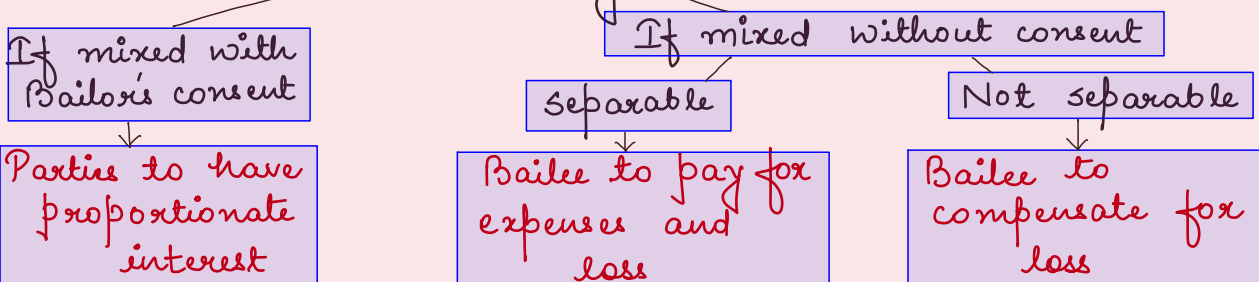 If mixed with
Bailor's consent
If mixed without consent
Separable
Not separable
Parties to have
proportionate
interest
Bailee to pay for
expenses and
loss
Bailee to
compensate for
loss